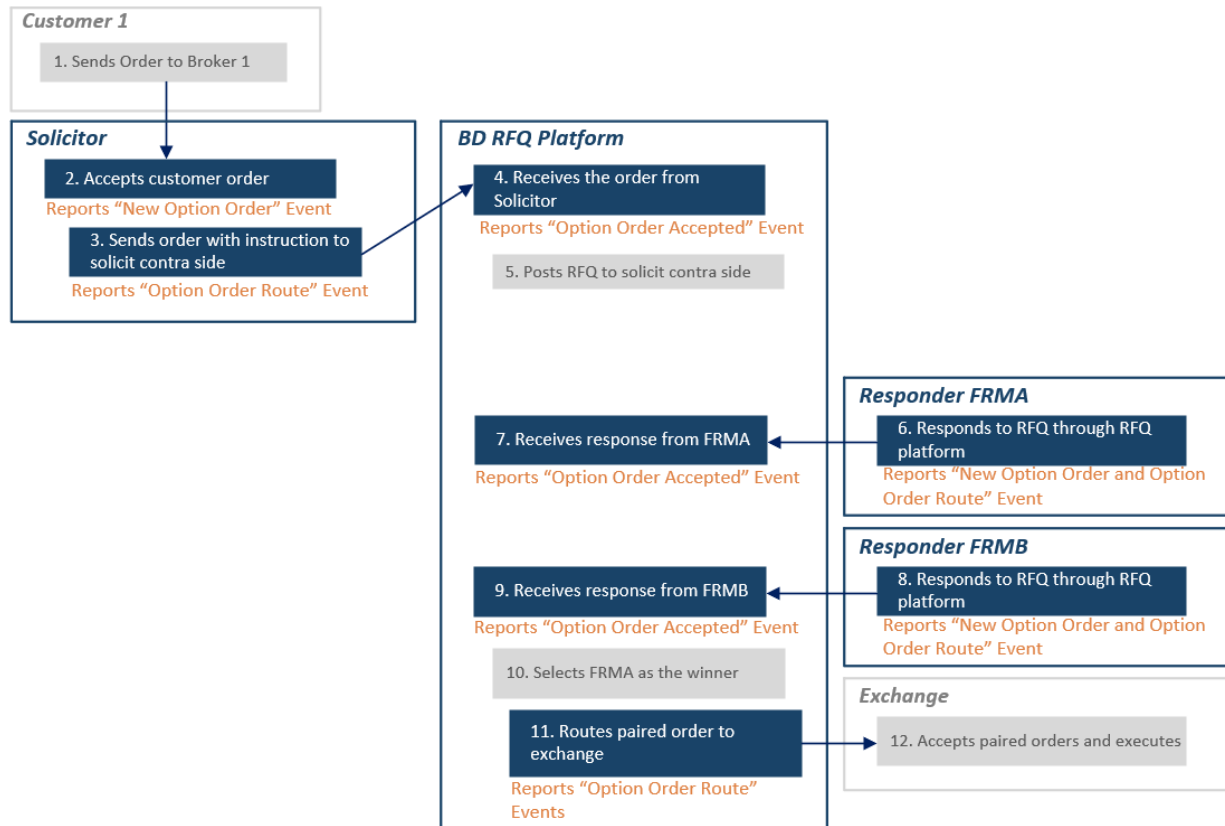 Customer 1
1. Sends Order to Broker 1
Solicitor
2. Accepts customer order
Reports “New Option Order” Event
3. Sends order with instruction to
solicit contra side
Reports “Option Order Route” Event
BD RFQ Platform
4. Receives the order from
Solicitor
Reports “Option Order Accepted” Event
5. Posts RFQ to solicit contra side
Responder FRMA
6. Responds to RFQ through RFQ
platform
Reports “New Option Order and Option
Order Route” Event
7. Receives response from FRMA
Reports “Option Order Accepted” Event
Responder FRMB
8. Responds to RFQ through RFQ
platform
Reports “New Option Order and Option
Order Route” Event
9. Receives response from FRMB
Reports “Option Order Accepted” Event
10. Selects FRMA as the winner
11. Routes paired order to
exchange
Reports “Option Order Route”
Events
Exchange
12. Accepts paired orders and executes